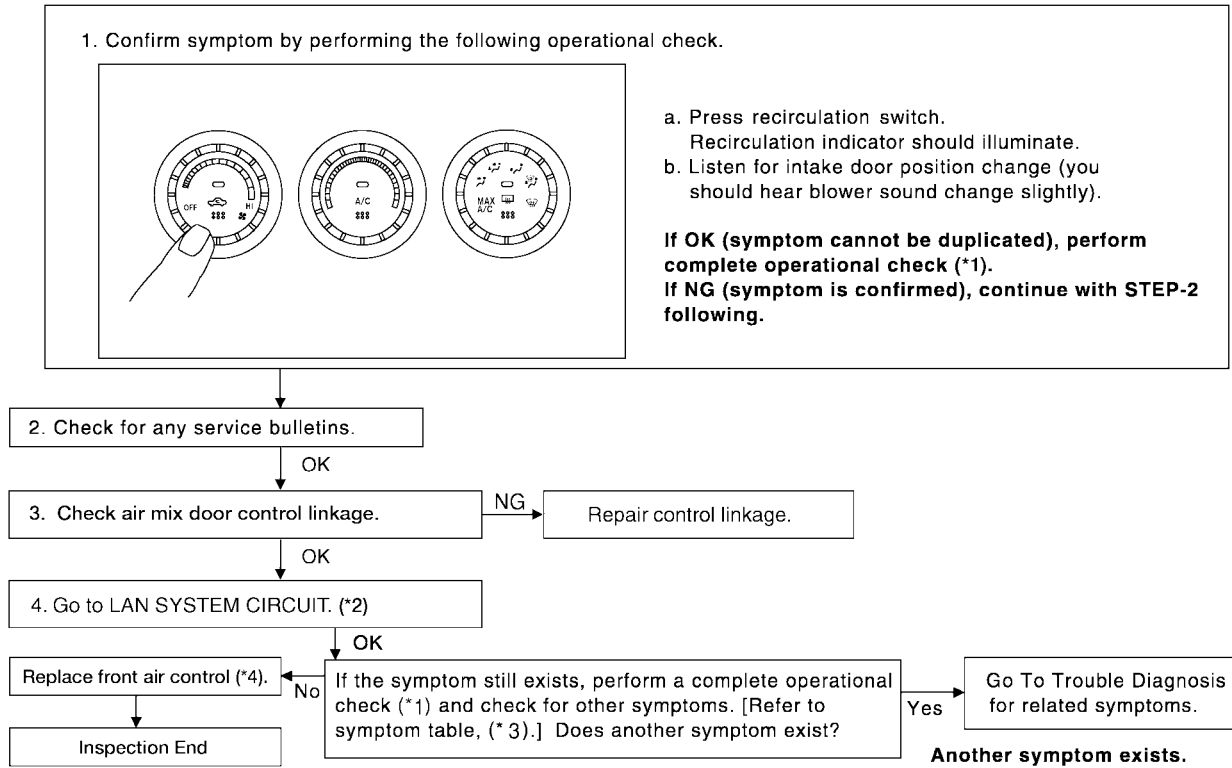 1. Confirm symptom by performing the following operational check.
OFF
HI
A/C
MAX
A/C
a. Press recirculation switch.
Recirculation indicator should illuminate.
b. Listen for intake door position change (you
should hear blower sound change slightly).
If OK (symptom cannot be duplicated), perform
complete operational check (*1).
If NG (symptom is confirmed), continue with STEP-2
following.
2. Check for any service bulletins.
OK
3. Check air mix door control linkage.
NG
Repair control linkage.
OK
4. Go to LAN SYSTEM CIRCUIT. (*2)
OK
Replace front air control (*4).
No
If the symptom still exists, perform a complete operational
check (*1) and check for other symptoms. [Refer to
symptom table, (* 3).] Does another symptom exist?
Yes
Go To Trouble Diagnosis
for related symptoms.
Inspection End
Another symptom exists.